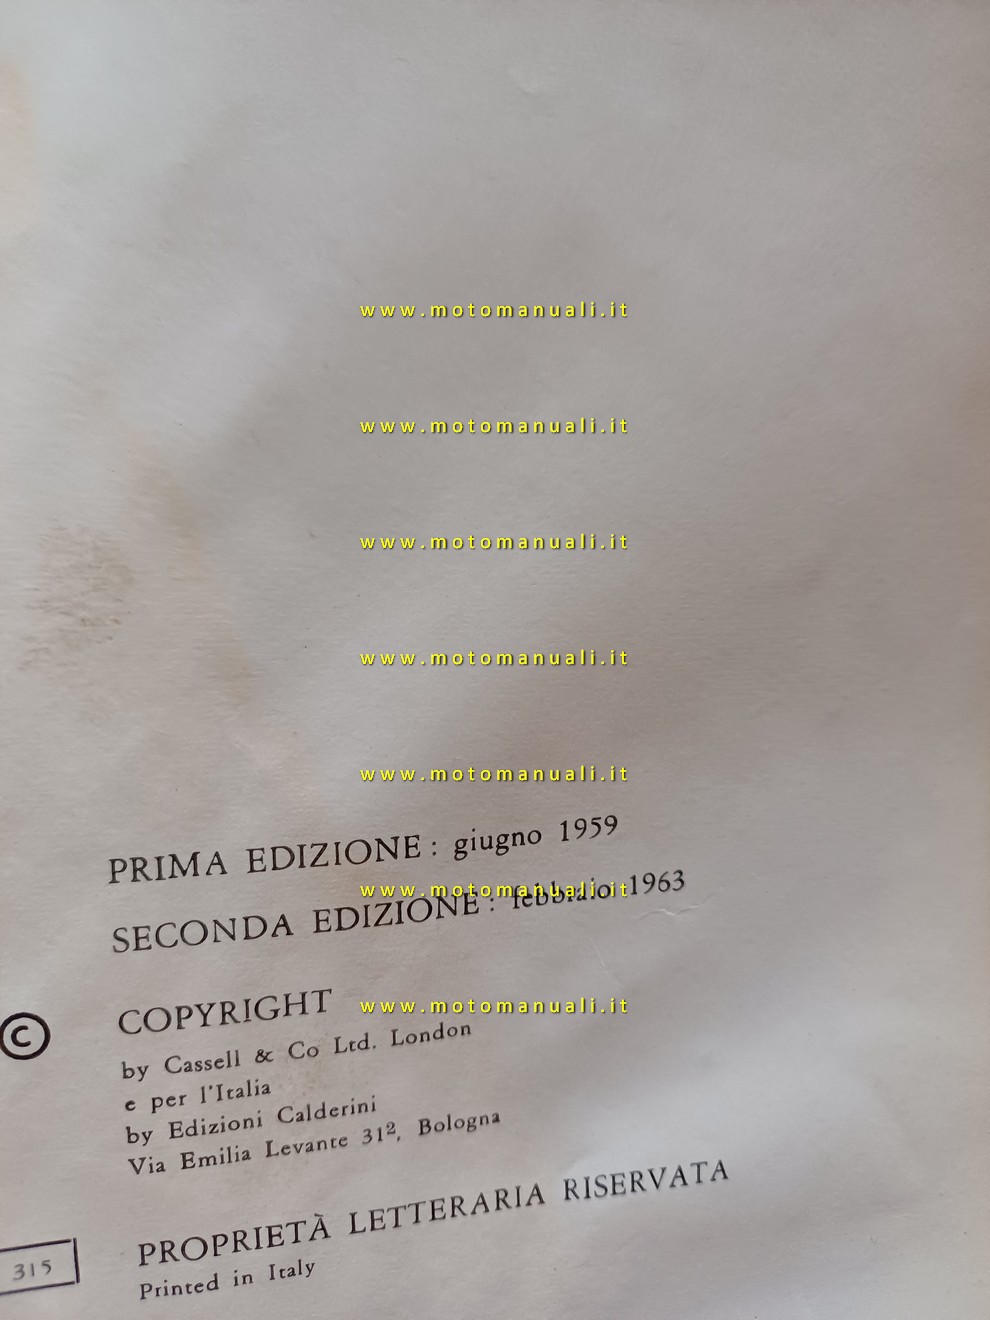 www.motomanuali.it
www.motomanuali.it
www.motomanuali.it
www.motomanuali.it
www.motomanuali.it
PRIMA EDIZIONE: giugno 1959
www.motomanuali.it
SECONDA EDIZIONE: febbraio 1963
www.motomanuali.it
© COPYRIGHT
by Cassell & Co Ltd. London
e per l'Italia
by Edizioni Calderini
Via Emilia Levante 31², Bologna
PROPRIETÀ LETTERARIA RISERVATA
315
Printed in Italy